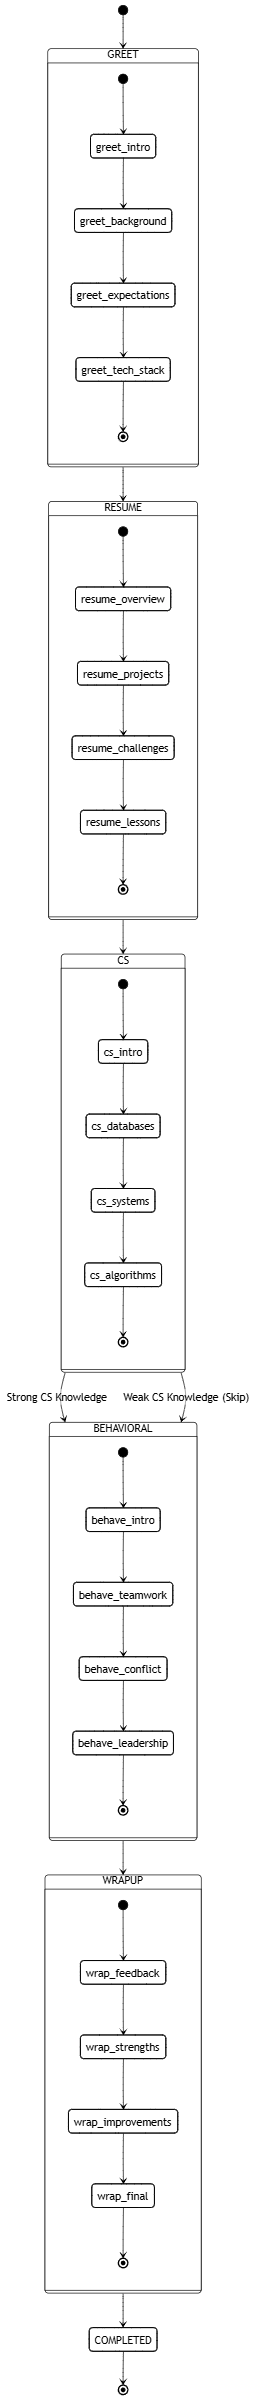 GREET
greet_intro
greet_background
greet_expectations
greet_tech_stack
RESUME
resume_overview
resume_projects
resume_challenges
resume_lessons
CS
cs_intro
cs_databases
cs_systems
cs_algorithms
Strong CS Knowledge
Weak CS Knowledge (Skip)
BEHAVIORAL
behave_intro
behave_teamwork
behave_conflict
behave_leadership
WRAPUP
wrap_feedback
wrap_strengths
wrap_improvements
wrap_final
COMPLETED